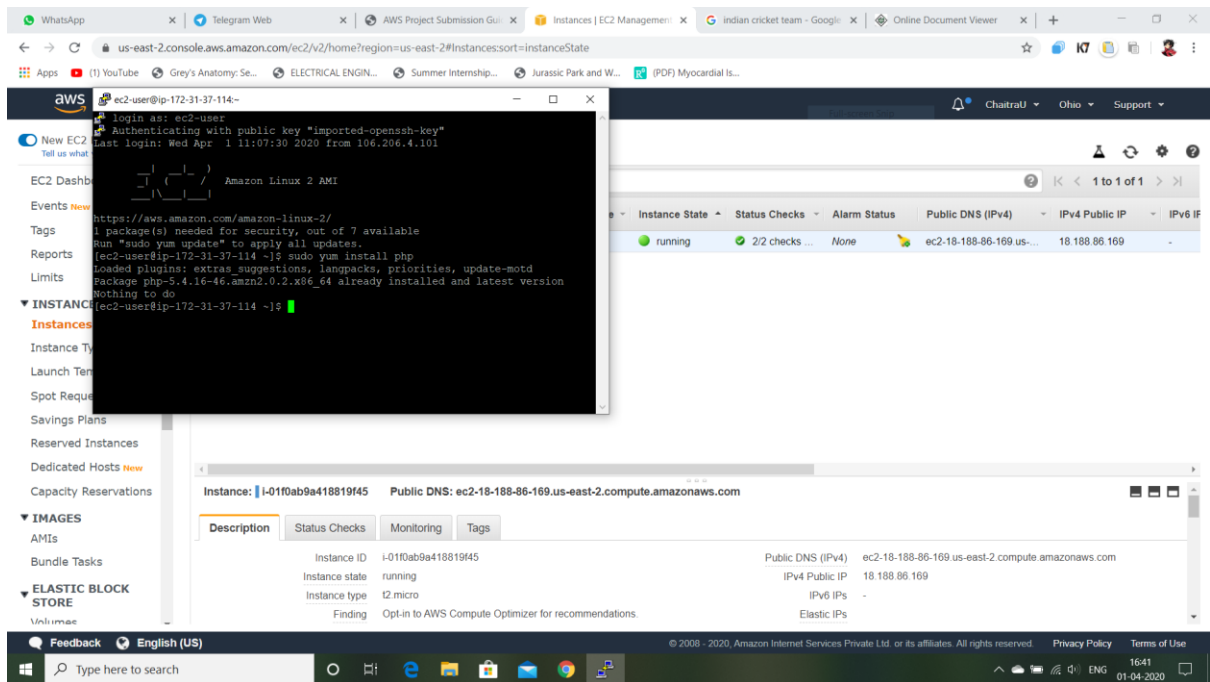 WhatsApp
Telegram Web
AWS Project Submission Gui
Instances | EC2 Management
indian cricket team - Google
Online Document Viewer
us-east-2.console.aws.amazon.com/ec2/v2/home?region=us-east-2#Instances:sort=instanceState
Apps
(1) YouTube
Grey's Anatomy: Se...
ELECTRICAL ENGIN...
Summer Internship...
Jurassic Park and W...
(PDF) Myocardial Is...
aws
ChaitraU
Ohio
Support
ec2-user@ip-172-31-37-114:~
login as: ec2-user
Authenticating with public key "imported-openssh-key"
Last login: Wed Apr 1 11:07:30 2020 from 106.206.4.101
Amazon Linux 2 AMI
https://aws.amazon.com/amazon-linux-2/
1 package(s) needed for security, out of 7 available
Run "sudo yum update" to apply all updates.
[ec2-user@ip-172-31-37-114 ~]$ sudo yum install php
Loaded plugins: extras_suggestions, langpacks, priorities, update-motd
Package php-5.4.16-46.amzn2.0.2.x86_64 already installed and latest version
Nothing to do
[ec2-user@ip-172-31-37-114 ~]$
New EC2
Tell us what
EC2 Dashb
Events New
Tags
Reports
Limits
INSTANC
Instances
Instance Ty
Launch Tem
Spot Reque
Savings Plans
Reserved Instances
Dedicated Hosts New
Capacity Reservations
IMAGES
AMIs
Bundle Tasks
ELASTIC BLOCK
STORE
Volumes
1 to 1 of 1
Instance State
Status Checks
Alarm Status
Public DNS (IPv4)
IPv4 Public IP
IPv6 IP
running
2/2 checks ...
None
ec2-18-188-86-169.us-...
18.188.86.169
-
Instance: i-01f0ab9a418819f45 Public DNS: ec2-18-188-86-169.us-east-2.compute.amazonaws.com
Description
Status Checks
Monitoring
Tags
Instance ID i-01f0ab9a418819f45
Instance state running
Instance type t2.micro
Finding Opt-in to AWS Compute Optimizer for recommendations.
Public DNS (IPv4) ec2-18-188-86-169.us-east-2.compute.amazonaws.com
IPv4 Public IP 18.188.86.169
IPv6 IPs -
Elastic IPs
Feedback
English (US)
© 2008 - 2020, Amazon Internet Services Private Ltd. or its affiliates. All rights reserved.
Privacy Policy
Terms of Use
Type here to search
ENG
16:41
01-04-2020